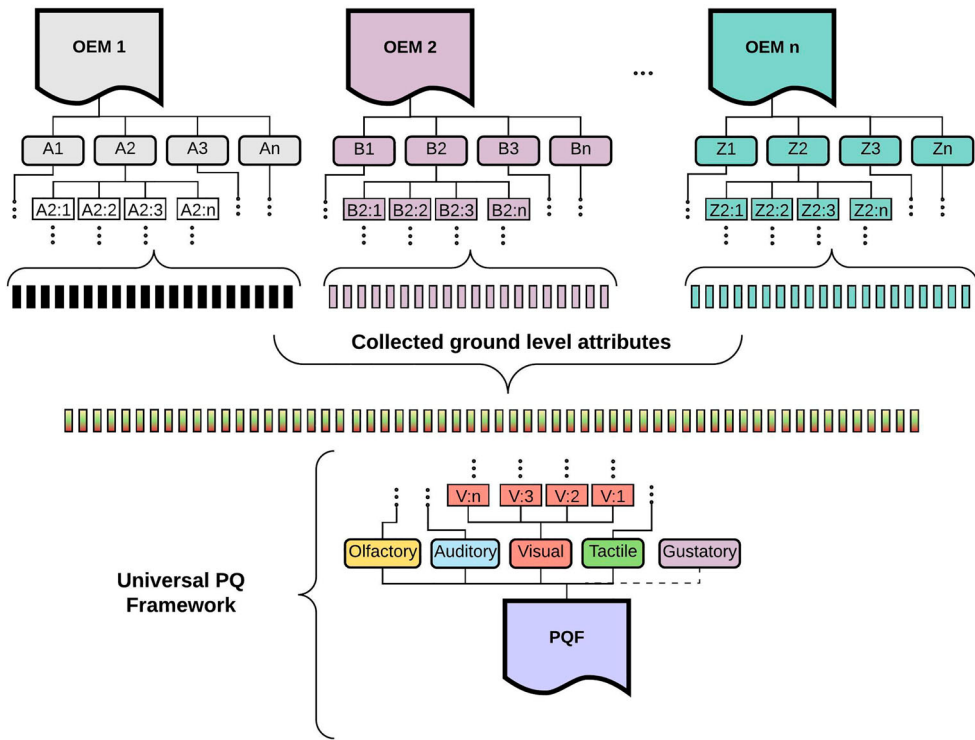 OEM 1
OEM 2
...
OEM n
A1 A2 A3 An
B1 B2 B3 Bn
Z1 Z2 Z3 Zn
A2:1 A2:2 A2:3 A2:n
B2:1 B2:2 B2:3 B2:n
Z2:1 Z2:2 Z2:3 Z2:n
Collected ground level attributes
V:n V:3 V:2 V:1
Olfactory Auditory Visual Tactile Gustatory
Universal PQ
Framework
PQF